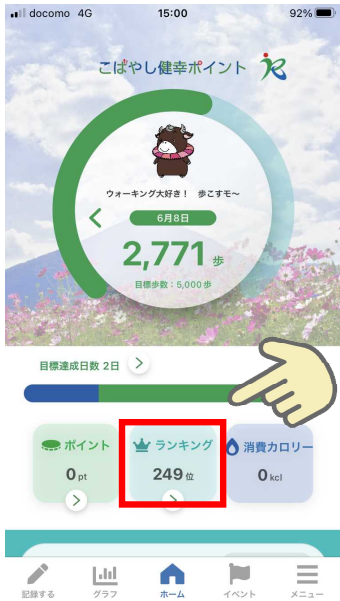 docomo 4G 15:00 92%
こばやし健幸ポイント
ウォーキング大好き! 歩こすモ～
6月8日
2,771 歩
目標歩数：5,000 歩
目標達成日数 2日
ポイント
0 pt
ランキング
249 位
消費カロリー
0 kcl
記録する グラフ ホーム イベント メニュー